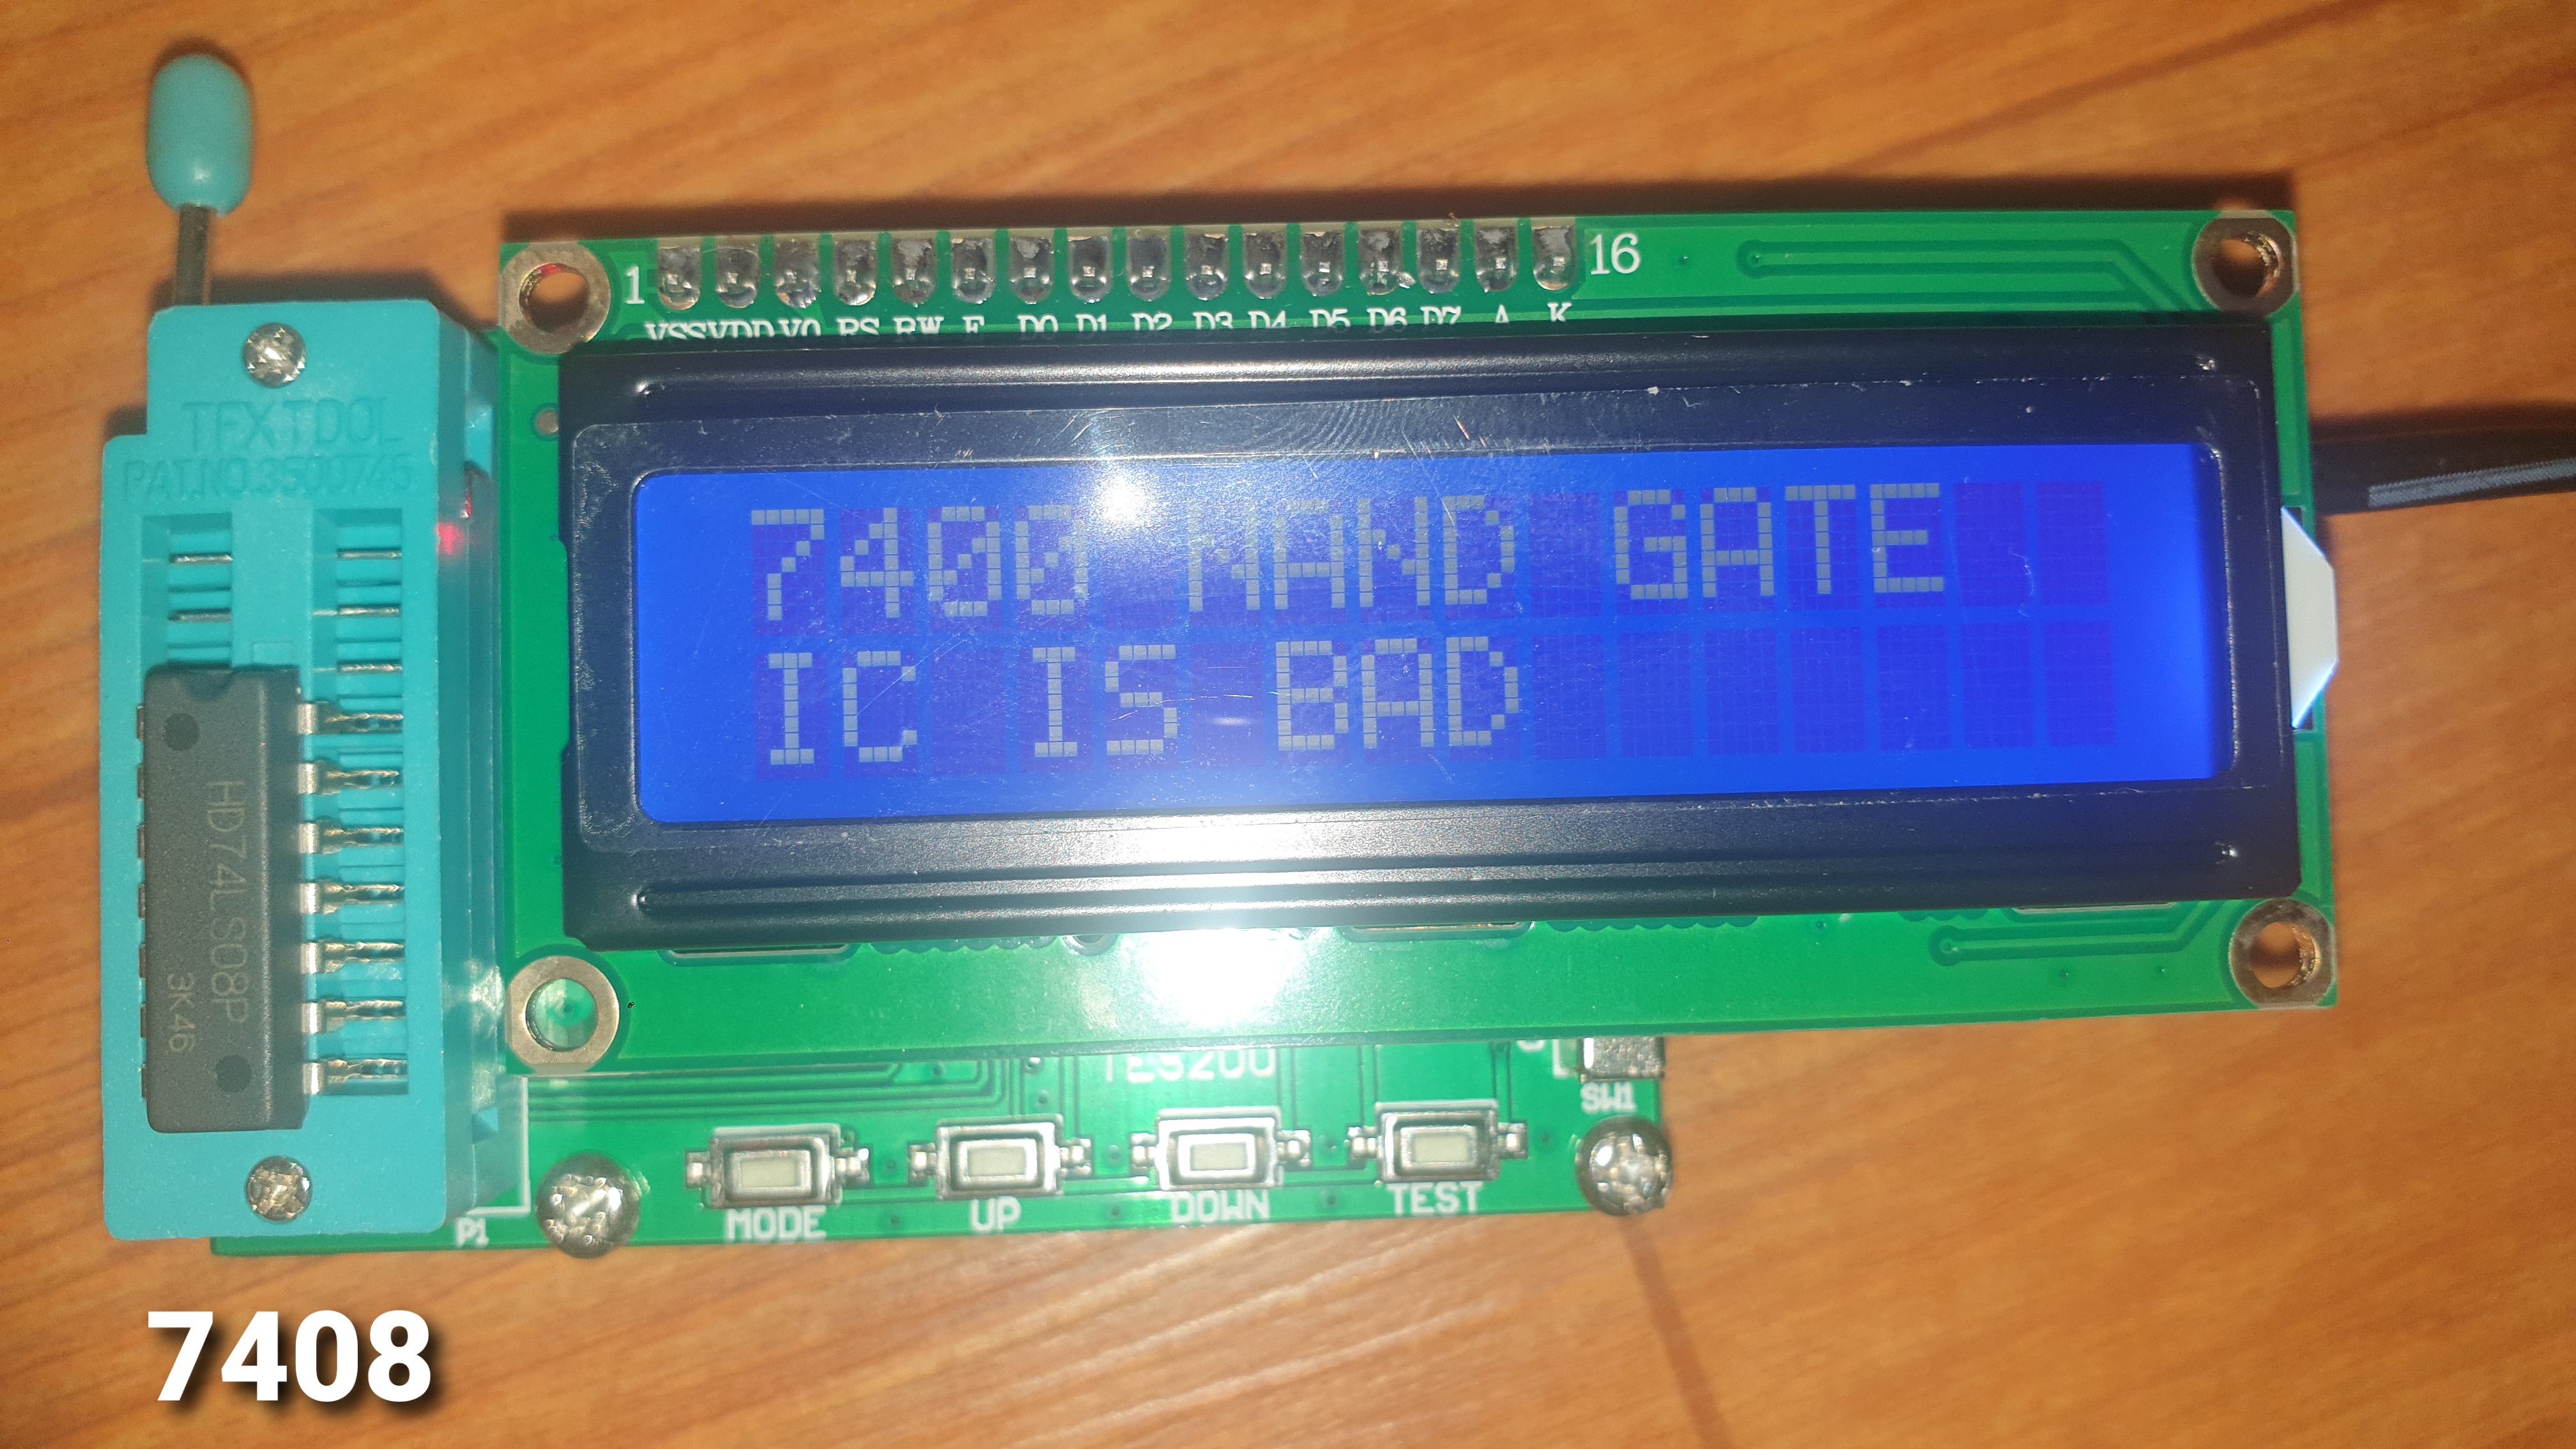 1 16
VSS VDD V0 RS RW E D0 D1 D2 D3 D4 D5 D6 D7 A K
TEXTOOL
PAT.NO.3500745
7400 NAND GATE
IC IS BAD
HD74LS08P
3K46
TES200
SW1
MODE UP DOWN TEST
P1
7408